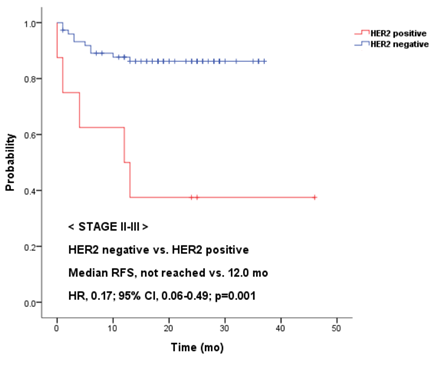 HER2 positive
HER2 negative
1.0
0.8
0.6
0.4
0.2
0.0
Probability
< STAGE II-III >
HER2 negative vs. HER2 positive
Median RFS, not reached vs. 12.0 mo
HR, 0.17; 95% CI, 0.06-0.49; p=0.001
0 10 20 30 40 50
Time (mo)